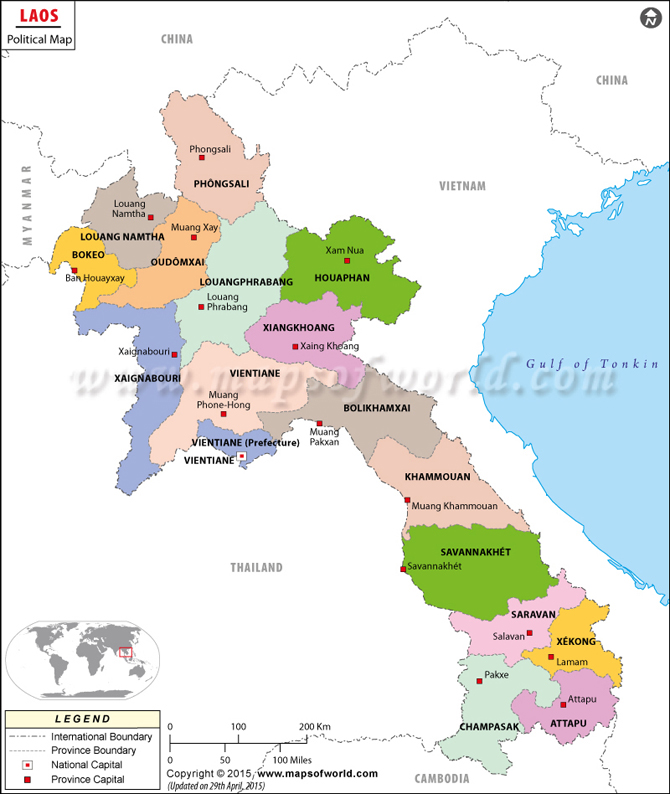 LAOS
Political Map
CHINA
CHINA
MYANMAR
VIETNAM
Phongsali
PHÔNGSALI
Louang
Namtha
LOUANG NAMTHA
Muang Xay
OUDÔMXAI
BOKEO
Ban Houayxay
LOUANGPHRABANG
Louang
Phrabang
Xam Nua
HOUAPHAN
XIANGKHOANG
Xaing Khoang
Xaignabouri
XAIGNABOURI
VIENTIANE
Muang
Phone-Hong
www.mapsofworld.com
Gulf of Tonkin
BOLIKHAMXAI
Muang
Pakxan
VIENTIANE (Prefecture)
VIENTIANE
KHAMMOUAN
Muang Khammouan
SAVANNAKHÉT
Savannakhét
THAILAND
SARAVAN
Salavan
XÉKONG
Lamam
Pakxe
CHAMPASAK
Attapu
ATTAPU
CAMBODIA
LEGEND
International Boundary
Province Boundary
National Capital
Province Capital
0 100 200 Km
0 50 100 Miles
Copyright © 2015 www.mapsofworld.com
(Updated on 29th April, 2015)